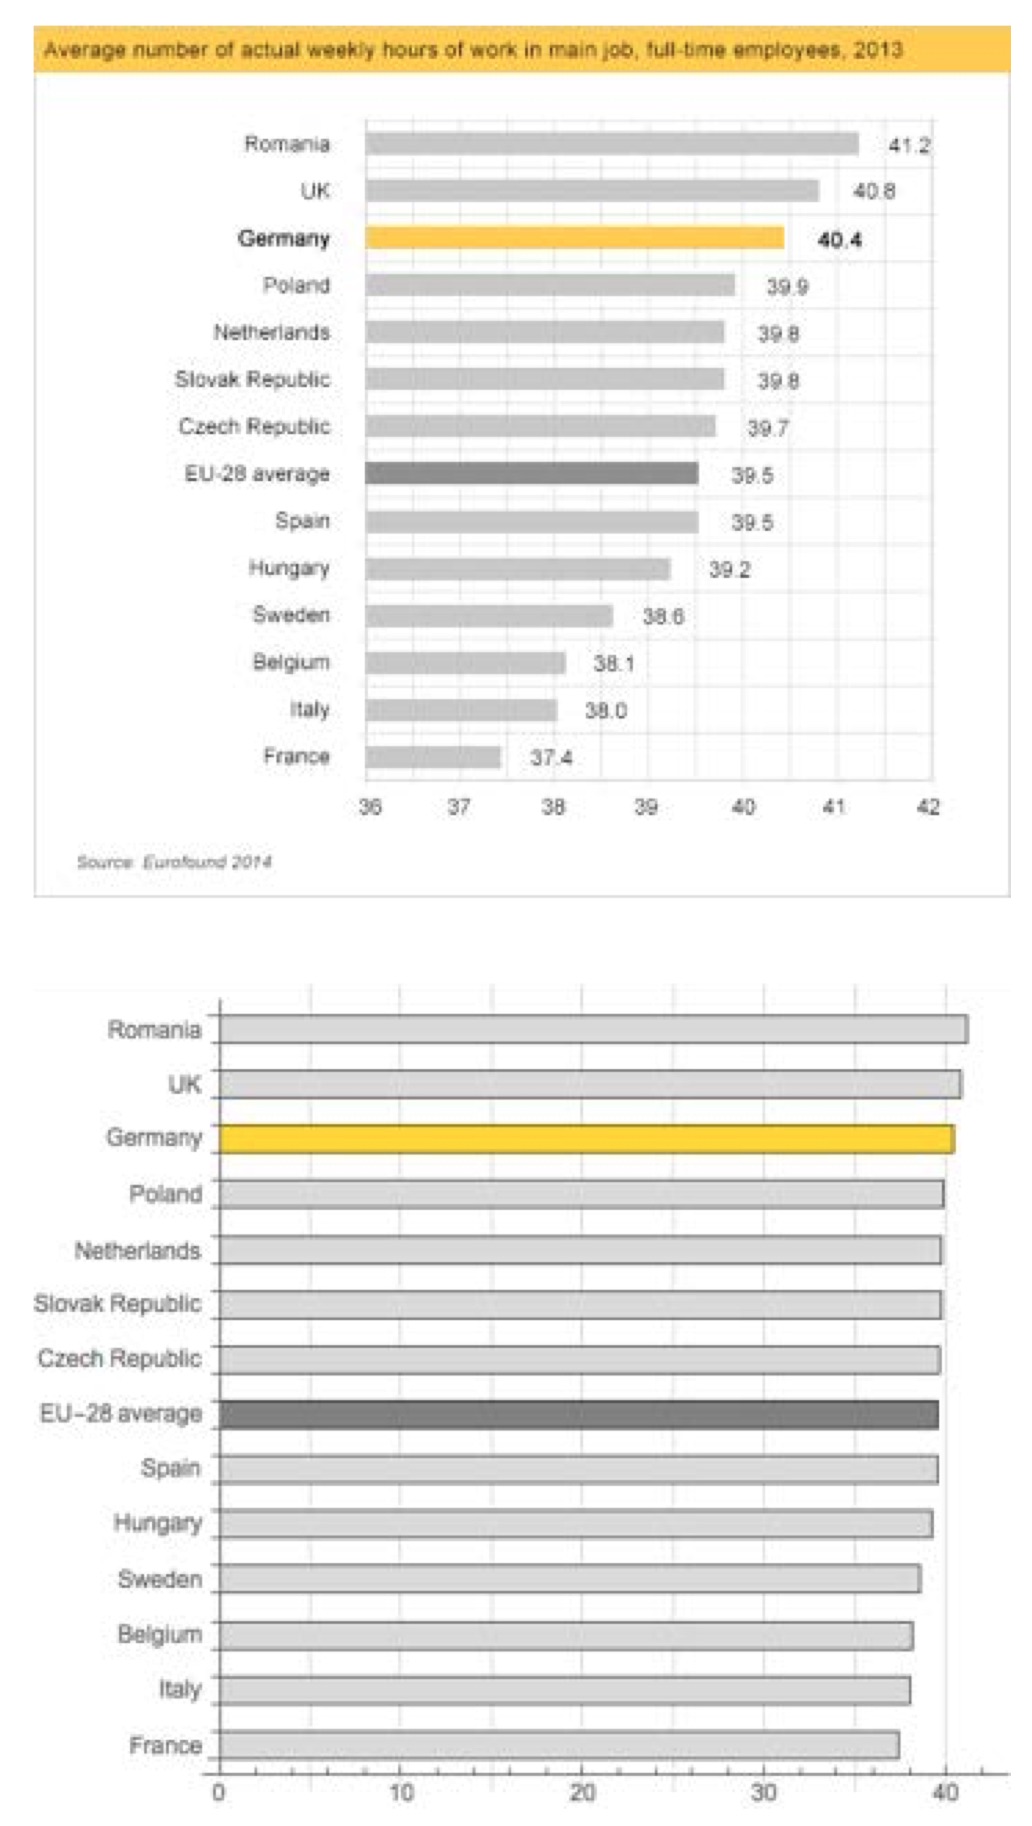 Average number of actual weekly hours of work in main job, full-time employees, 2013
Romania 41.2
UK 40.8
Germany 40.4
Poland 39.9
Netherlands 39.8
Slovak Republic 39.8
Czech Republic 39.7
EU-28 average 39.5
Spain 39.5
Hungary 39.2
Sweden 38.6
Belgium 38.1
Italy 38.0
France 37.4
36 37 38 39 40 41 42
Source: Eurofound 2014
Romania
UK
Germany
Poland
Netherlands
Slovak Republic
Czech Republic
EU-28 average
Spain
Hungary
Sweden
Belgium
Italy
France
0 10 20 30 40